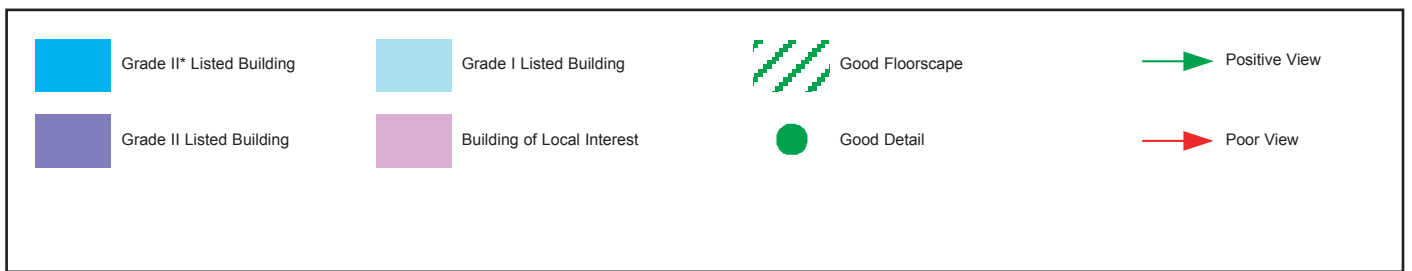 Grade II* Listed Building
Grade I Listed Building
Good Floorscape
Positive View
Grade II Listed Building
Building of Local Interest
Good Detail
Poor View